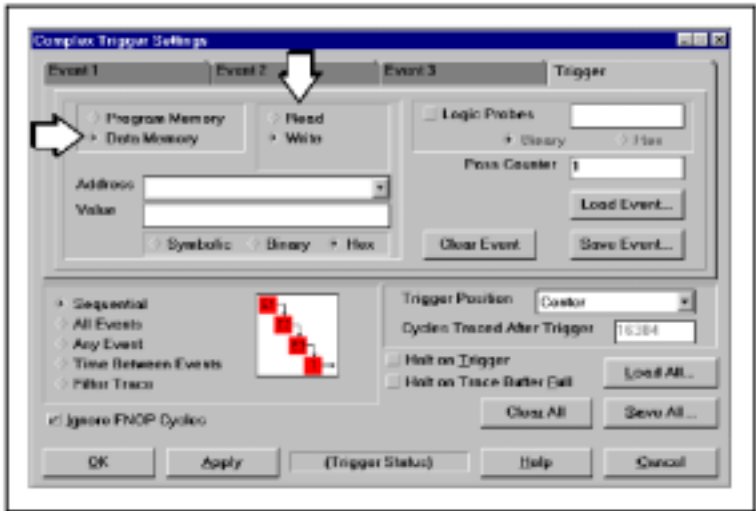 Complex Trigger Settings
Event 1 Event 2 Event 3 Trigger
Program Memory
Data Memory
Read
Write
Logic Probes
Binary Hex
Pass Counter 1
Address
Value
Symbolic Binary Hex
Load Event...
Clear Event Save Event...
Sequential
All Events
Any Event
Time Between Events
Filter Trace
Trigger Position Center
Cycles Traced After Trigger 16384
Halt on Trigger
Halt on Trace Buffer Full
Load All...
Ignore FNOP Cycles
Clear All Save All...
OK Apply (Trigger Status) Help Cancel